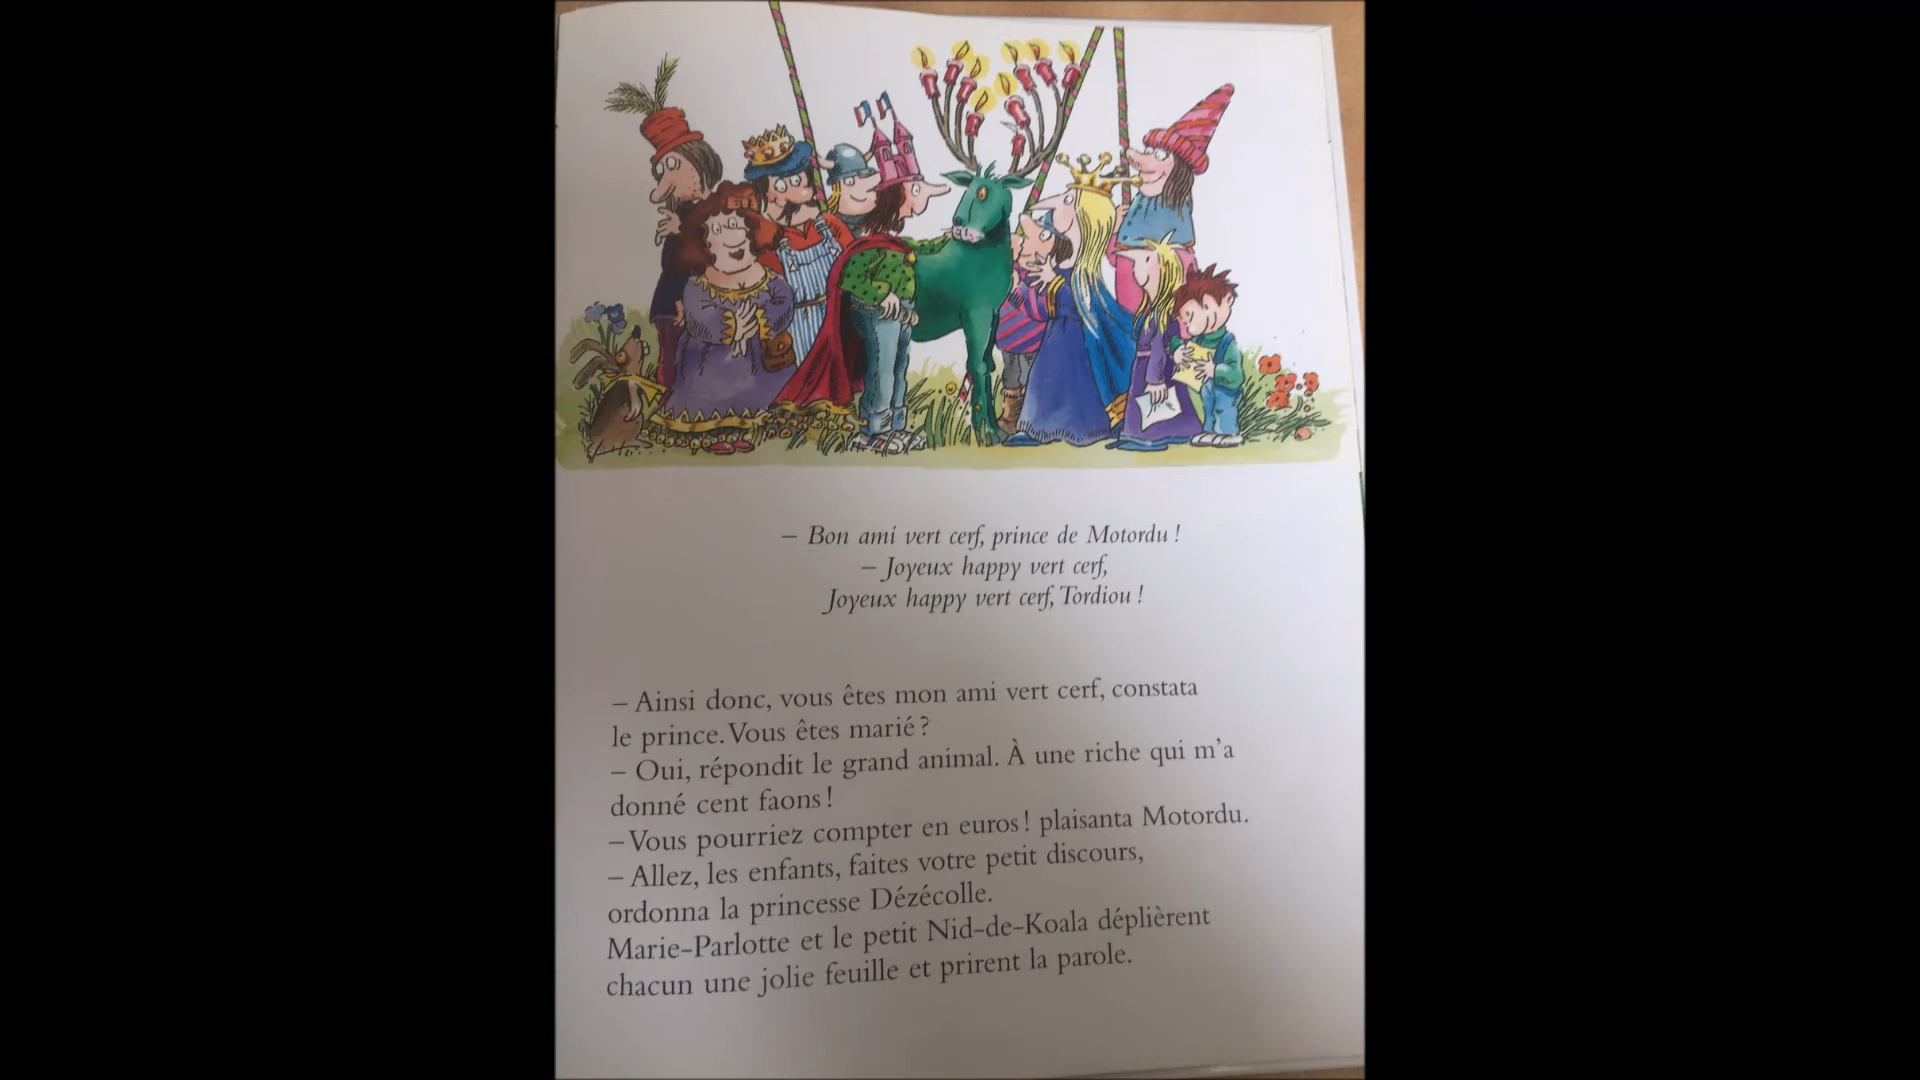 – Bon ami vert cerf, prince de Motordu !
– Joyeux happy vert cerf,
Joyeux happy vert cerf, Tordiou !
– Ainsi donc, vous êtes mon ami vert cerf, constata
le prince. Vous êtes marié ?
– Oui, répondit le grand animal. À une riche qui m'a
donné cent faons !
– Vous pourriez compter en euros ! plaisanta Motordu.
– Allez, les enfants, faites votre petit discours,
ordonna la princesse Dézécolle.
Marie-Parlotte et le petit Nid-de-Koala déplièrent
chacun une jolie feuille et prirent la parole.